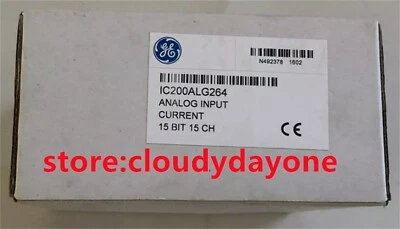 GE
N492378 1602
IC200ALG264
ANALOG INPUT
CURRENT
15 BIT 15 CH
CE
store:cloudydayone